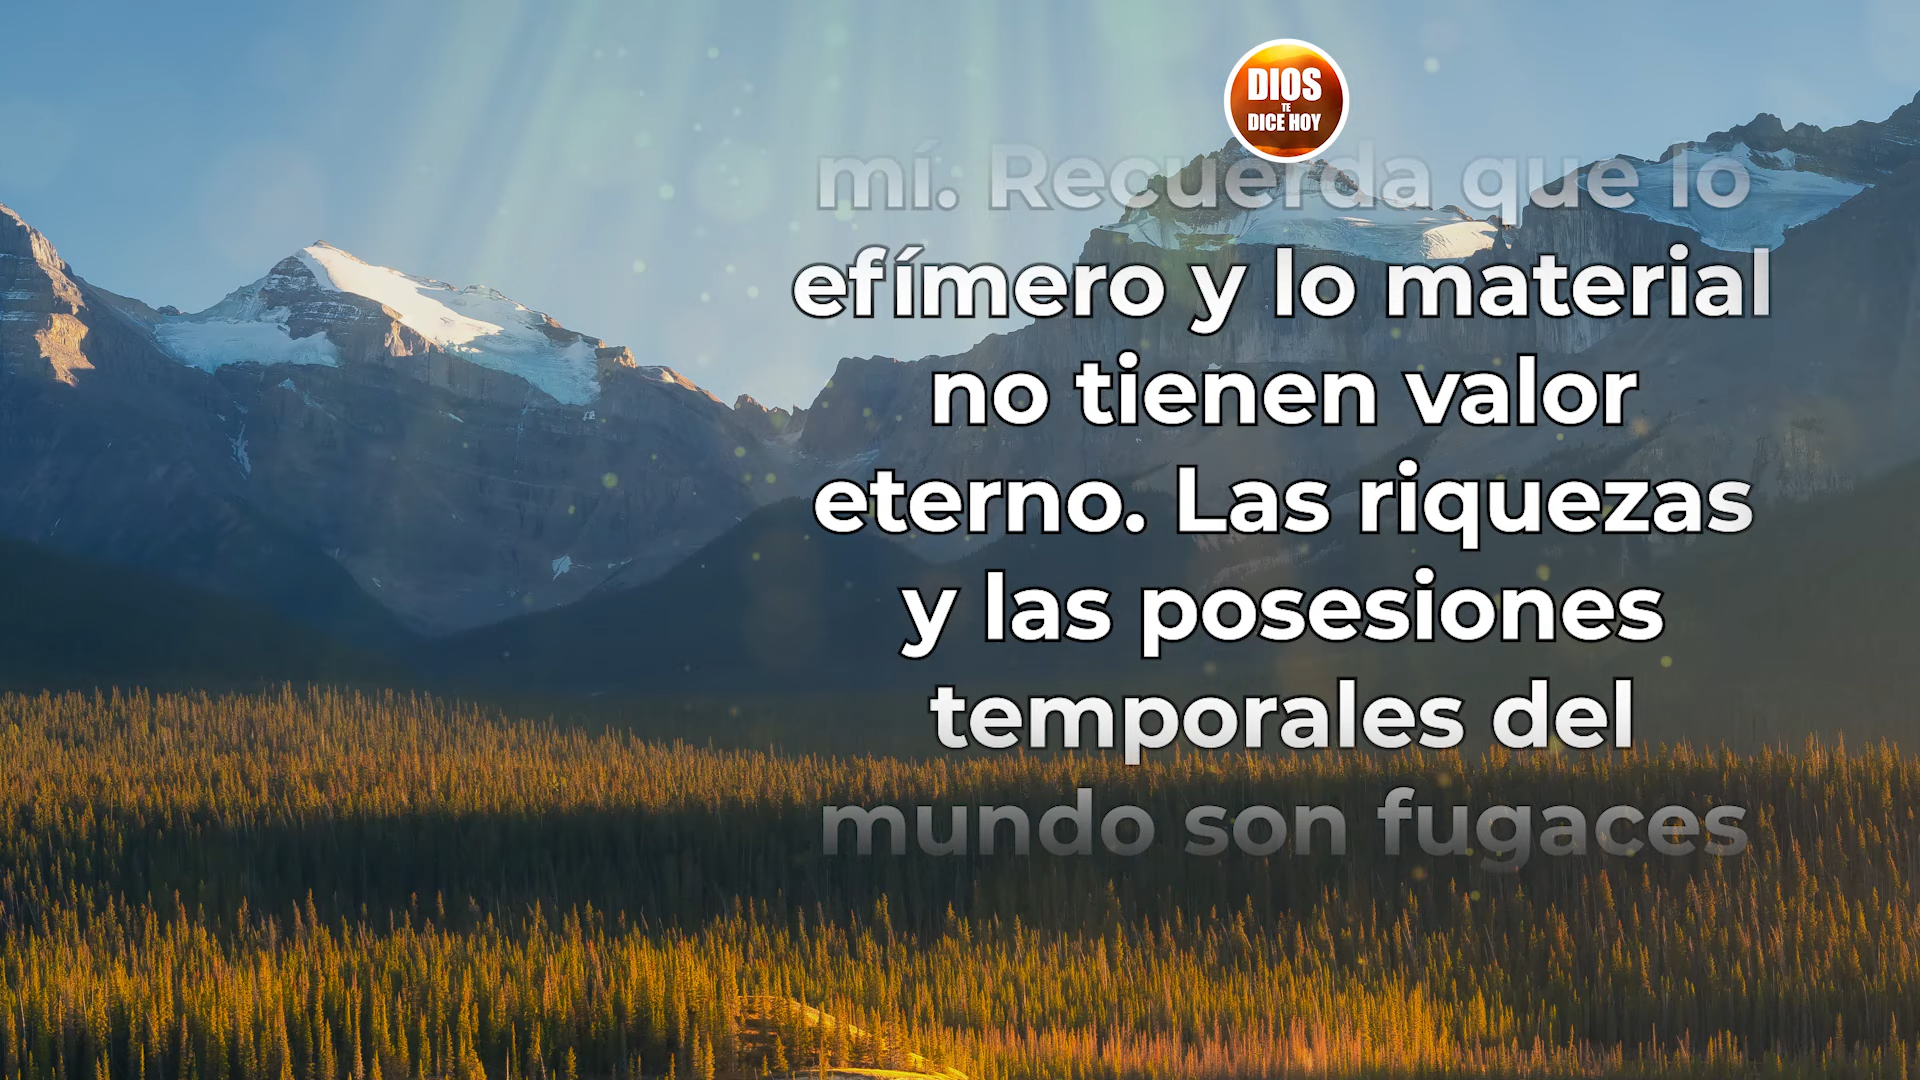 DIOS
TE
DICE HOY
mí. Recuerda que lo
efímero y lo material
no tienen valor
eterno. Las riquezas
y las posesiones
temporales del
mundo son fugaces